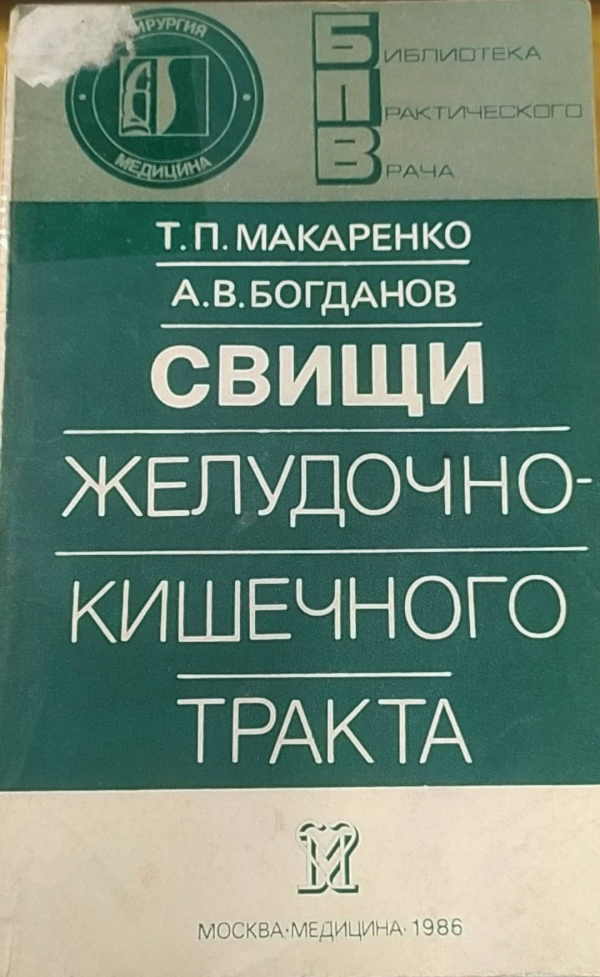 ХИРУРГИЯ
МЕДИЦИНА
БИБЛИОТЕКА
ПРАКТИЧЕСКОГО
ВРАЧА
Т.П. МАКАРЕНКО
А.В. БОГДАНОВ
СВИЩИ
ЖЕЛУДОЧНО-
КИШЕЧНОГО
ТРАКТА
М
МОСКВА·МЕДИЦИНА·1986